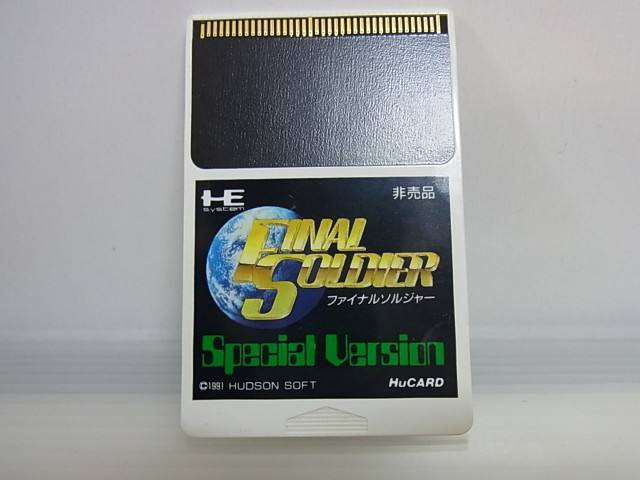 HE
system
非売品
FINAL
SOLDIER
ファイナルソルジャー
Special Version
©1991 HUDSON SOFT
HuCARD